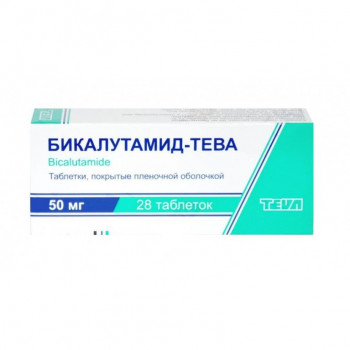 БИКАЛУТАМИД-ТЕВА
Bicalutamide
Таблетки, покрытые пленочной оболочкой
50 мг
28 таблеток
TEVA